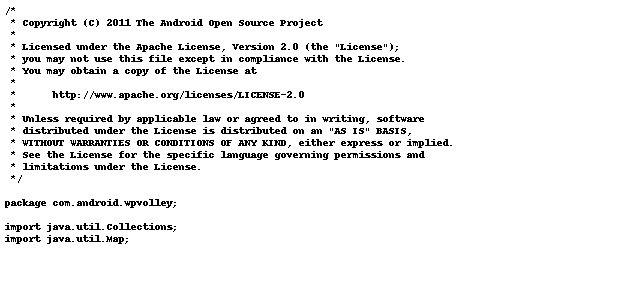 /*
 * Copyright (C) 2011 The Android Open Source Project
 *
 * Licensed under the Apache License, Version 2.0 (the "License");
 * you may not use this file except in compliance with the License.
 * You may obtain a copy of the License at
 *
 *      http://www.apache.org/licenses/LICENSE-2.0
 *
 * Unless required by applicable law or agreed to in writing, software
 * distributed under the License is distributed on an "AS IS" BASIS,
 * WITHOUT WARRANTIES OR CONDITIONS OF ANY KIND, either express or implied.
 * See the License for the specific language governing permissions and
 * limitations under the License.
 */

package com.android.wpvolley;

import java.util.Collections;
import java.util.Map;